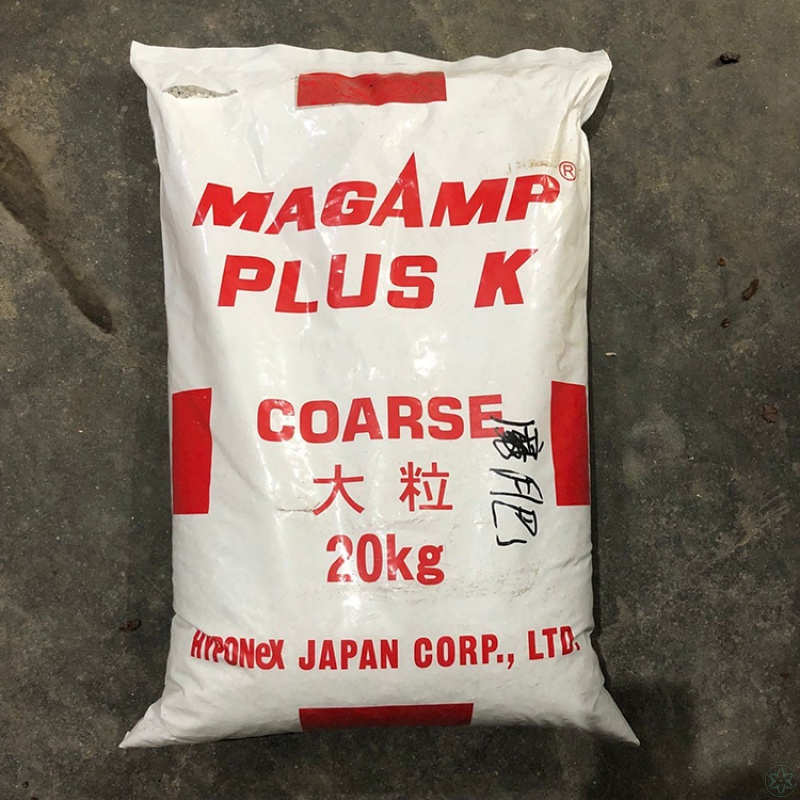 MAGAMP®
PLUS K
COARSE
大粒
20kg
HYPONeX JAPAN CORP., LTD.